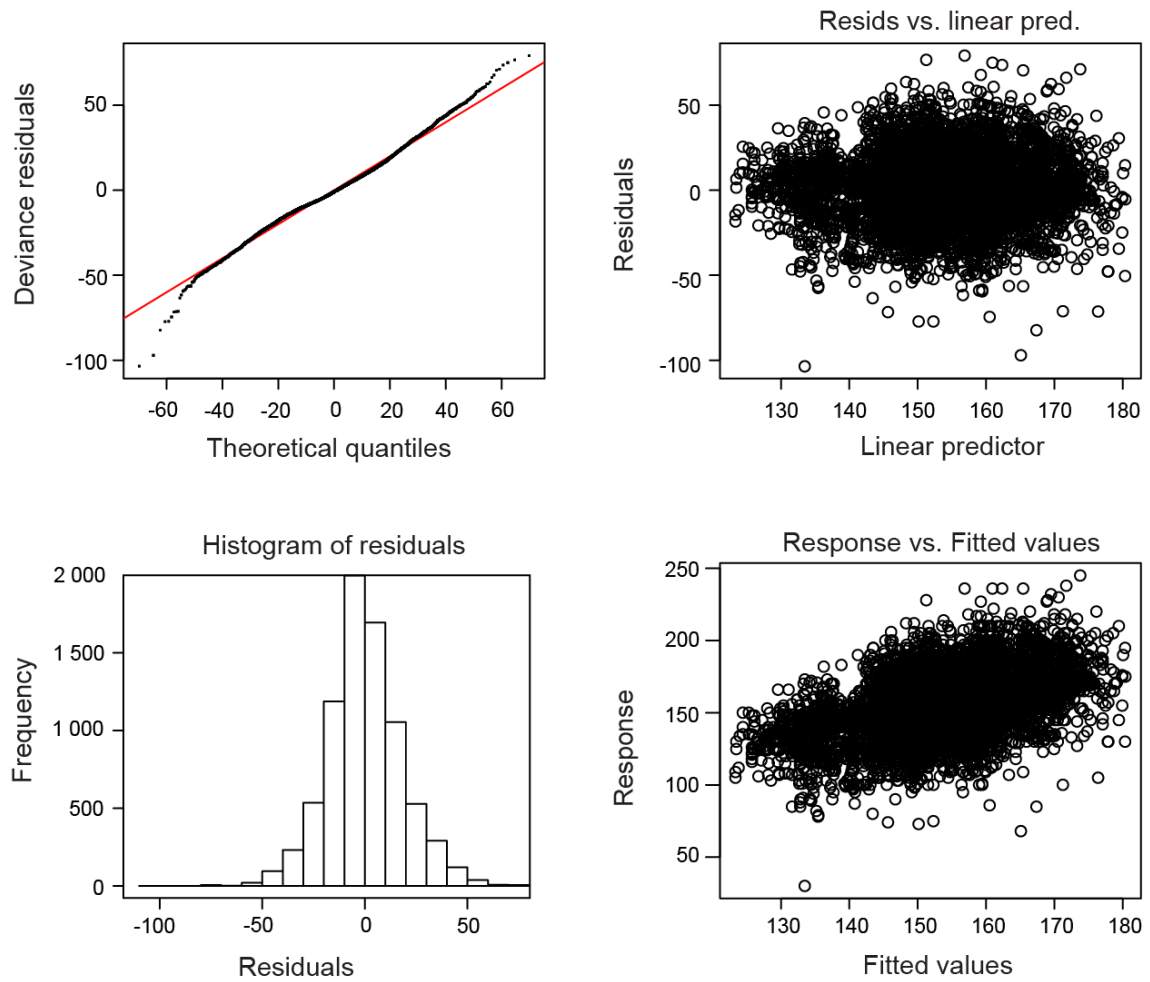 Deviance residuals
50
0
-50
-100
-60 -40 -20 0 20 40 60
Theoretical quantiles
Resids vs. linear pred.
Residuals
50
0
-50
-100
130 140 150 160 170 180
Linear predictor
Histogram of residuals
Frequency
2 000
1 500
1 000
500
0
-100 -50 0 50
Residuals
Response vs. Fitted values
Response
250
200
150
100
50
130 140 150 160 170 180
Fitted values